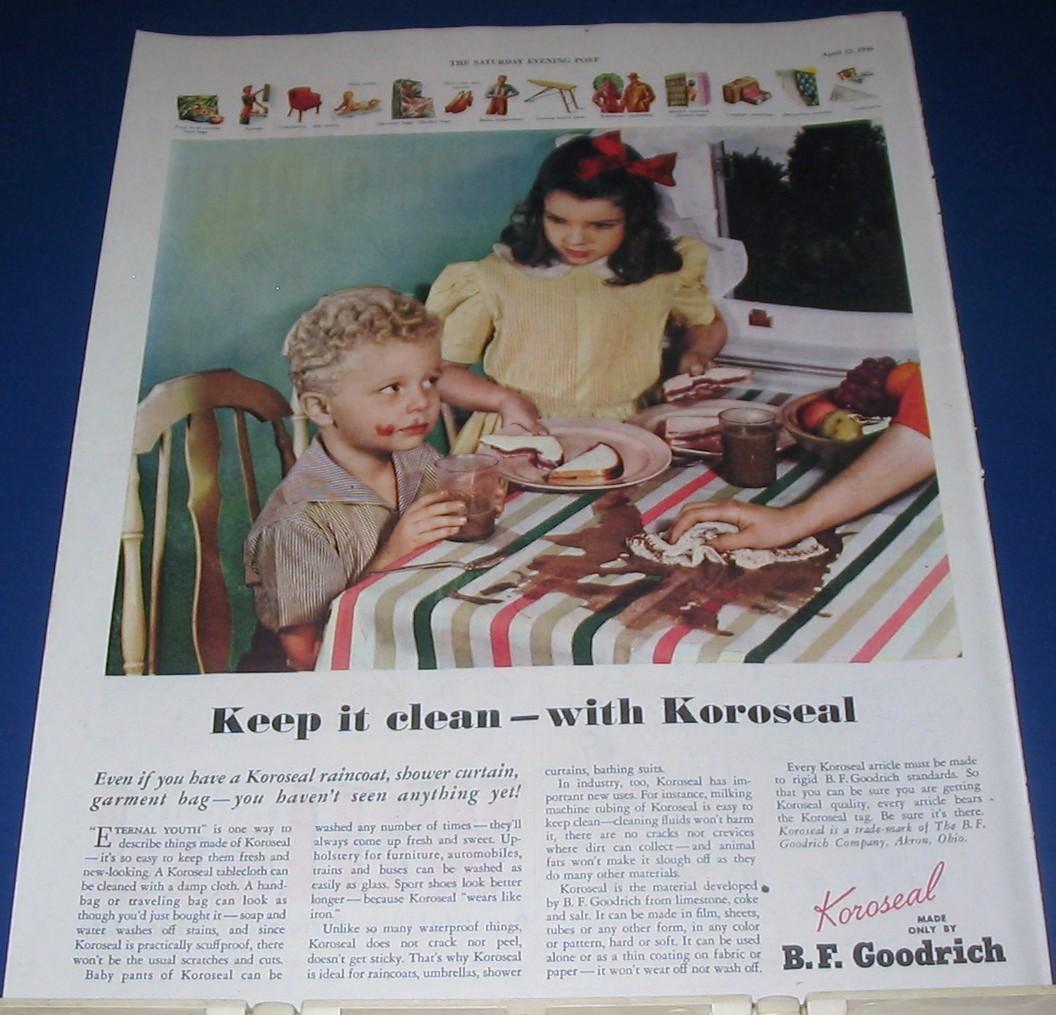 THE SATURDAY EVENING POST
Keep it clean—with Koroseal
Even if you have a Koroseal raincoat, shower curtain,
garment bag—you haven't seen anything yet!
"ETERNAL YOUTH" is one way to
describe things made of Koroseal
—it's so easy to keep them fresh and
new-looking. A Koroseal tablecloth can
be cleaned with a damp cloth. A hand-
bag or traveling bag can look as
though you'd just bought it—soap and
water washes off stains, and since
Koroseal is practically scuffproof, there
won't be the usual scratches and cuts.
Baby pants of Koroseal can be
washed any number of times—they'll
always come up fresh and sweet. Up-
holstery for furniture, automobiles,
trains and buses can be washed as
easily as glass. Sport shoes look better
longer—because Koroseal "wears like
iron."
Unlike so many waterproof things,
Koroseal does not crack nor peel,
doesn't get sticky. That's why Koroseal
is ideal for raincoats, umbrellas, shower
curtains, bathing suits.
In industry, too, Koroseal has im-
portant new uses. For instance, milking
machine tubing of Koroseal is easy to
keep clean—cleaning fluids won't harm
it, there are no cracks nor crevices
where dirt can collect—and animal
fats won't make it slough off as they
do many other materials.
Koroseal is the material developed
by B. F. Goodrich from limestone, coke
and salt. It can be made in film, sheets,
tubes or any other form, in any color
or pattern, hard or soft. It can be used
alone or as a thin coating on fabric or
paper—it won't wear off nor wash off.
Every Koroseal article must be made
to rigid B. F. Goodrich standards. So
that you can be sure you are getting
Koroseal quality, every article bears
the Koroseal tag. Be sure it's there.
Koroseal is a trade-mark of The B. F.
Goodrich Company, Akron, Ohio.
Koroseal
MADE
ONLY BY
B. F. Goodrich